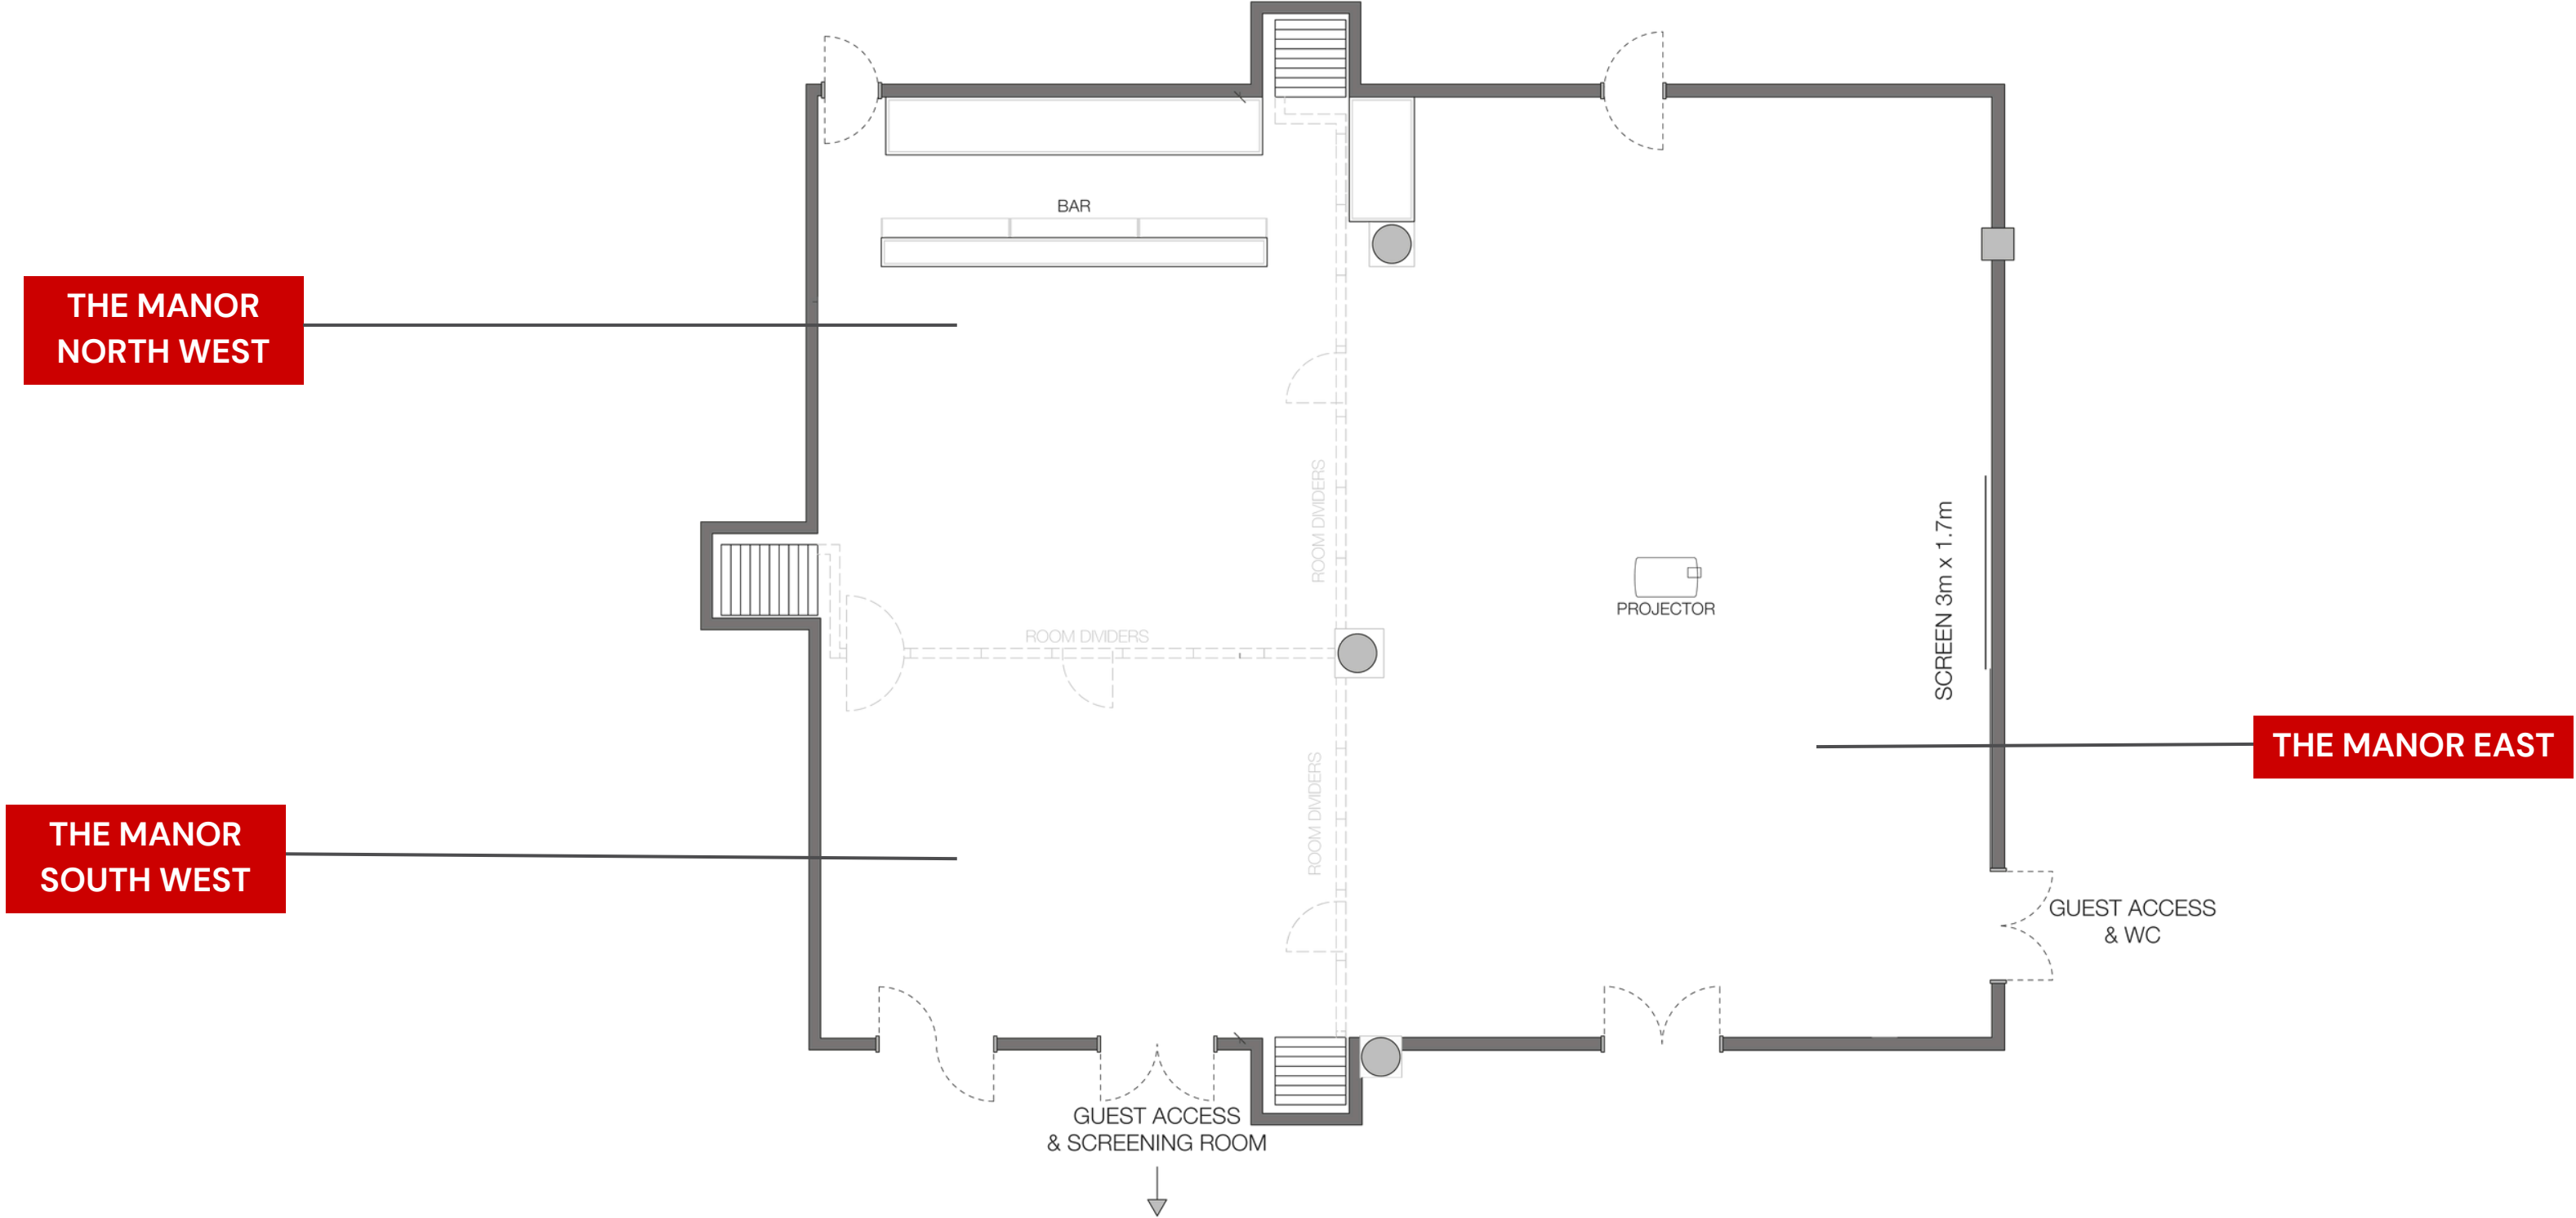 BAR
THE MANOR
NORTH WEST
ROOM DIVIDERS
SCREEN 3m x 1.7m
PROJECTOR
ROOM DIVIDERS
THE MANOR EAST
ROOM DIVIDERS
THE MANOR
SOUTH WEST
GUEST ACCESS
& WC
GUEST ACCESS
& SCREENING ROOM